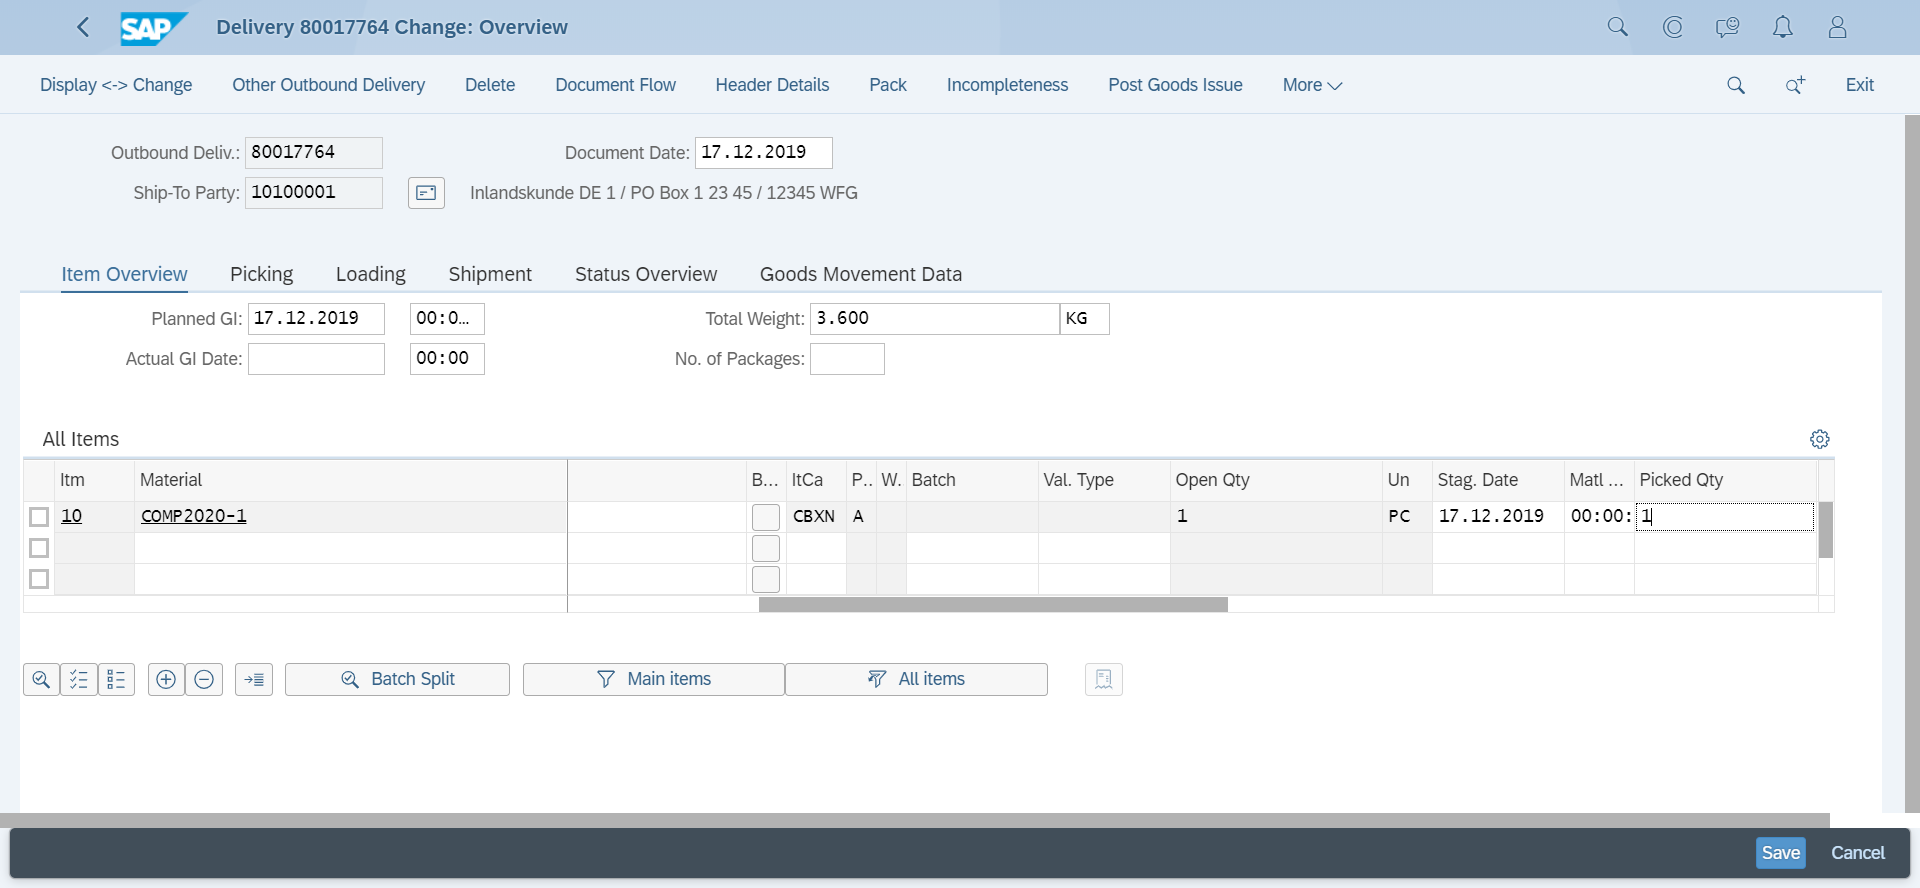 SAP Delivery 80017764 Change: Overview
Display <-> Change Other Outbound Delivery Delete Document Flow Header Details Pack Incompleteness Post Goods Issue More Exit
Outbound Deliv.: 80017764 Document Date: 17.12.2019
Ship-To Party: 10100001 Inlandskunde DE 1 / PO Box 1 23 45 / 12345 WFG
Item Overview Picking Loading Shipment Status Overview Goods Movement Data
Planned GI: 17.12.2019 00:0... Total Weight: 3.600 KG
Actual GI Date: 00:00 No. of Packages:
All Items
Itm Material B... ItCa P.. W. Batch Val. Type Open Qty Un Stag. Date Matl ... Picked Qty
10 COMP2020-1 CBXN A 1 PC 17.12.2019 00:00: 1
Batch Split Main items All items
Save Cancel